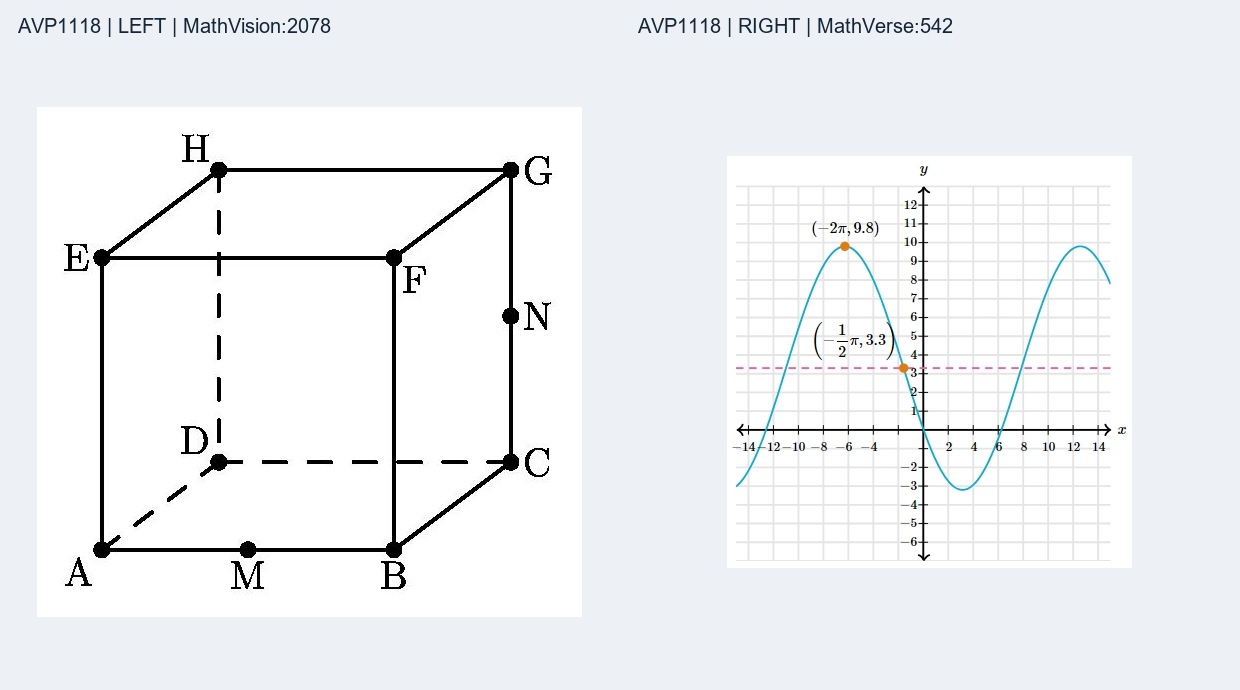 AVP1118 | LEFT | MathVision:2078
AVP1118 | RIGHT | MathVerse:542
H
G
E
F
N
D
C
A
M
B
y
12
11
(−2π, 9.8)
10
9
8
7
6
5
(−1/2π, 3.3)
4
3
2
1
x
−14 −12 −10 −8 −6 −4 2 4 6 8 10 12 14
−2
−3
−4
−5
−6